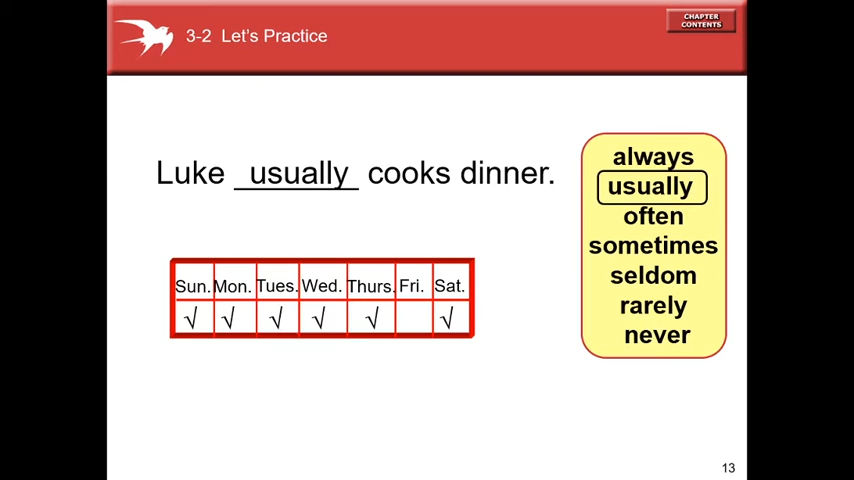 3-2 Let's Practice
CHAPTER
CONTENTS
Luke usually cooks dinner.
always
usually
often
sometimes
seldom
rarely
never
Sun. Mon. Tues. Wed. Thurs. Fri. Sat.
√ √ √ √ √ √
13